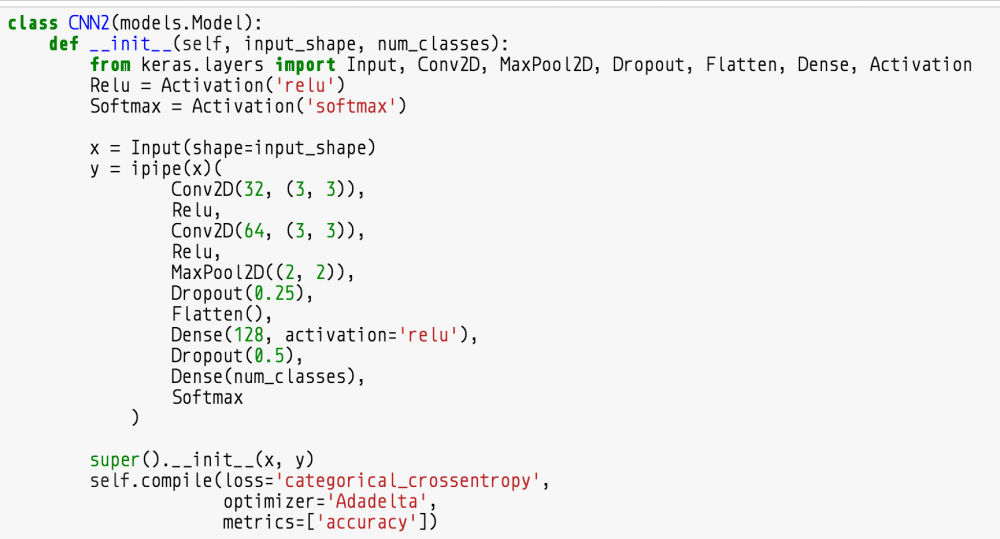 class CNN2(models.Model):
    def __init__(self, input_shape, num_classes):
        from keras.layers import Input, Conv2D, MaxPool2D, Dropout, Flatten, Dense, Activation
        Relu = Activation('relu')
        Softmax = Activation('softmax')

        x = Input(shape=input_shape)
        y = ipipe(x)(
                Conv2D(32, (3, 3)),
                Relu,
                Conv2D(64, (3, 3)),
                Relu,
                MaxPool2D((2, 2)),
                Dropout(0.25),
                Flatten(),
                Dense(128, activation='relu'),
                Dropout(0.5),
                Dense(num_classes),
                Softmax
            )

        super().__init__(x, y)
        self.compile(loss='categorical_crossentropy',
                     optimizer='Adadelta',
                     metrics=['accuracy'])